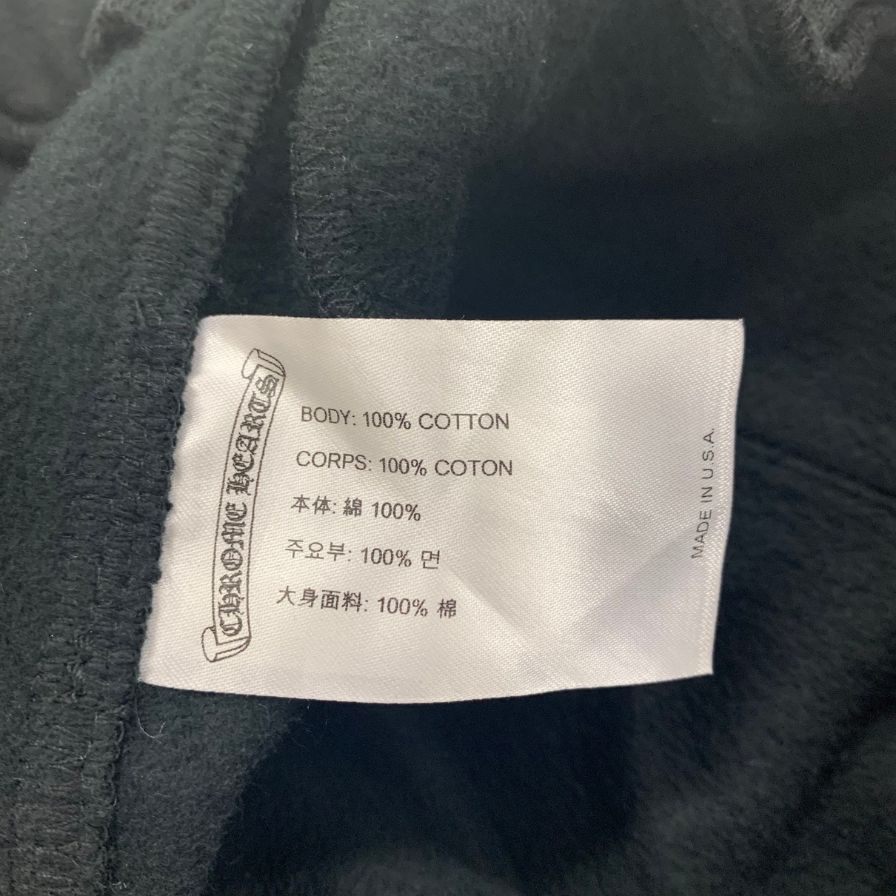 CHROME HEARTS
BODY: 100% COTTON
CORPS: 100% COTON
本体: 綿 100%
주요부: 100% 면
大身面料: 100% 棉
MADE IN U.S.A.